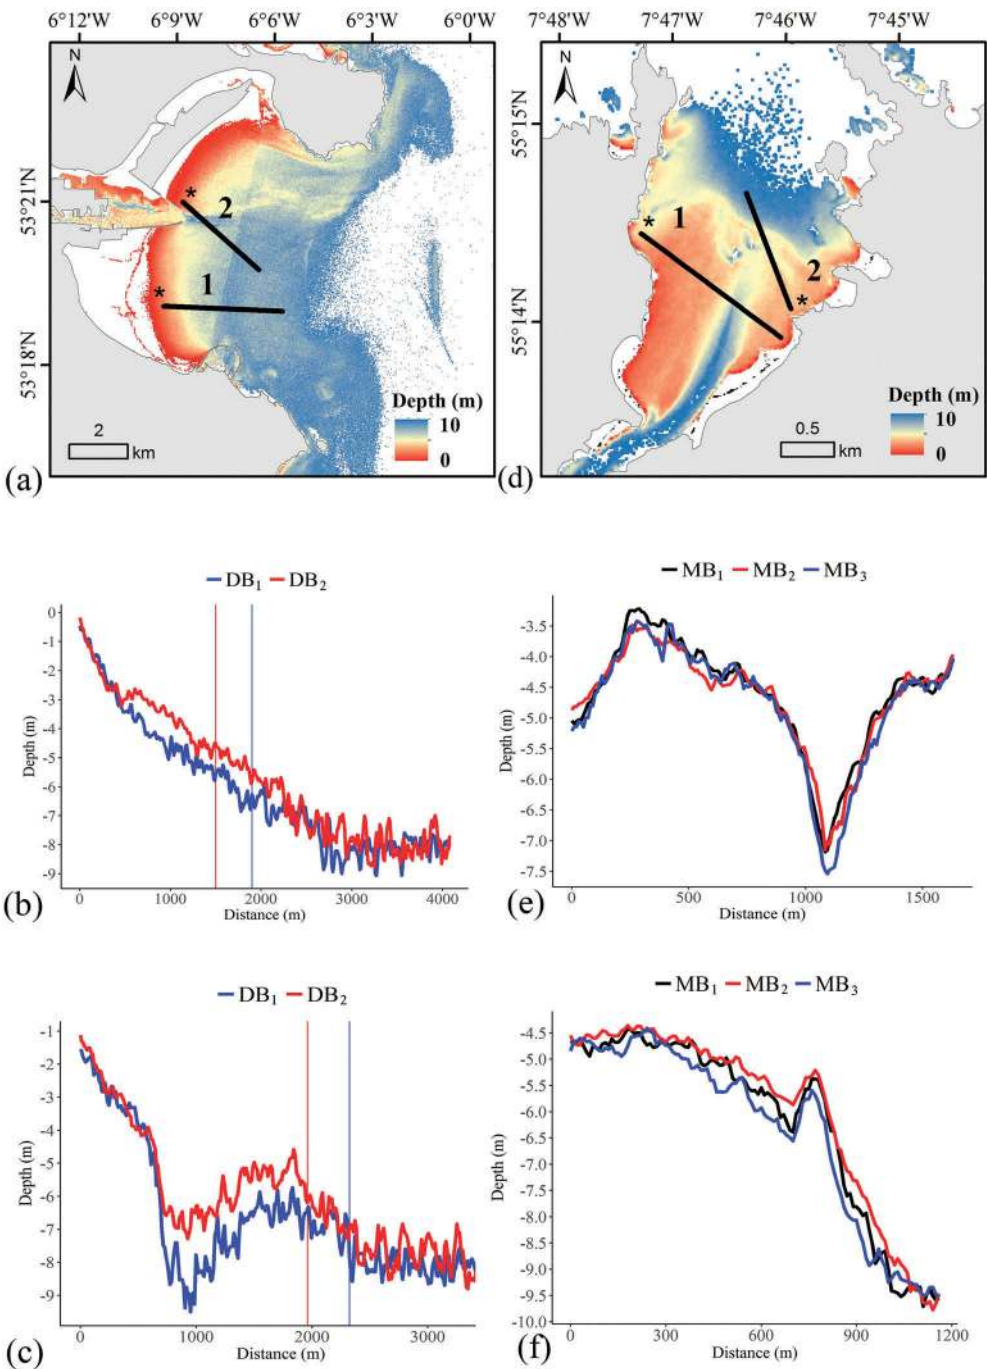 6°12'W 6°9'W 6°6'W 6°3'W 6°0'W
53°21'N
53°18'N
N
*
2
1
*
Depth (m)
10
0
2
km
(a)
7°48'W 7°47'W 7°46'W 7°45'W
55°15'N
55°14'N
N
1
*
2
*
Depth (m)
10
0
0.5
km
(d)
DB1 DB2
Depth (m)
0
-1
-2
-3
-4
-5
-6
-7
-8
-9
0 1000 2000 3000 4000
Distance (m)
(b)
MB1 MB2 MB3
Depth (m)
-3.5
-4.0
-4.5
-5.0
-5.5
-6.0
-6.5
-7.0
-7.5
0 500 1000 1500
Distance (m)
(e)
DB1 DB2
Depth (m)
-1
-2
-3
-4
-5
-6
-7
-8
-9
0 1000 2000 3000
Distance (m)
(c)
MB1 MB2 MB3
Depth (m)
-4.5
-5.0
-5.5
-6.0
-6.5
-7.0
-7.5
-8.0
-8.5
-9.0
-9.5
-10.0
0 300 600 900 1200
Distance (m)
(f)